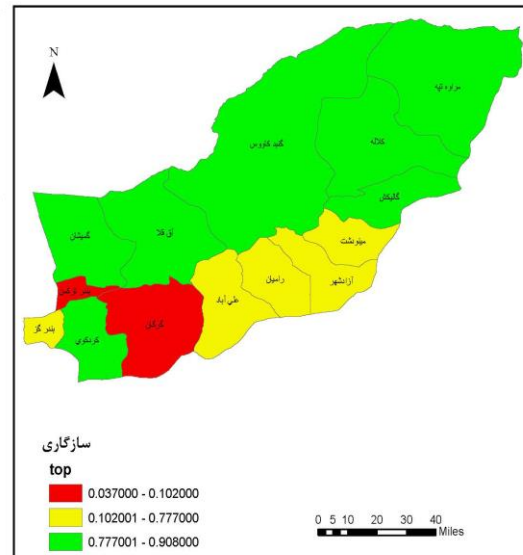 N
مراوه تپه
کلاله
گنبد کاووس
گالیکش
گمیشان
آق قلا
مینودشت
بندر ترکمن
رامیان
آزادشهر
علی آباد
گرگان
بندر گز
کردکوی
سازگاری
top
0.037000 - 0.102000
0.102001 - 0.777000
0.777001 - 0.908000
0 5 10 20 30 40
Miles